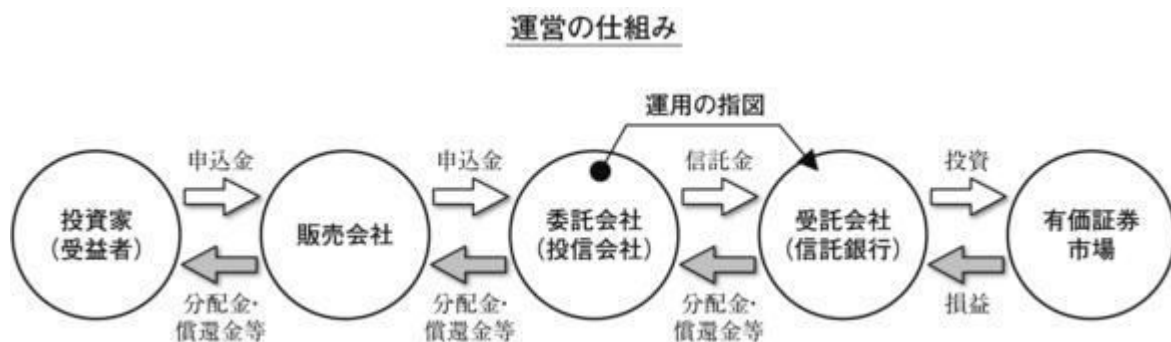 運営の仕組み
運用の指図
申込金
申込金
信託金
投資
投資家
(受益者)
販売会社
委託会社
(投信会社)
受託会社
(信託銀行)
有価証券
市場
分配金・
償還金等
分配金・
償還金等
分配金・
償還金等
損益